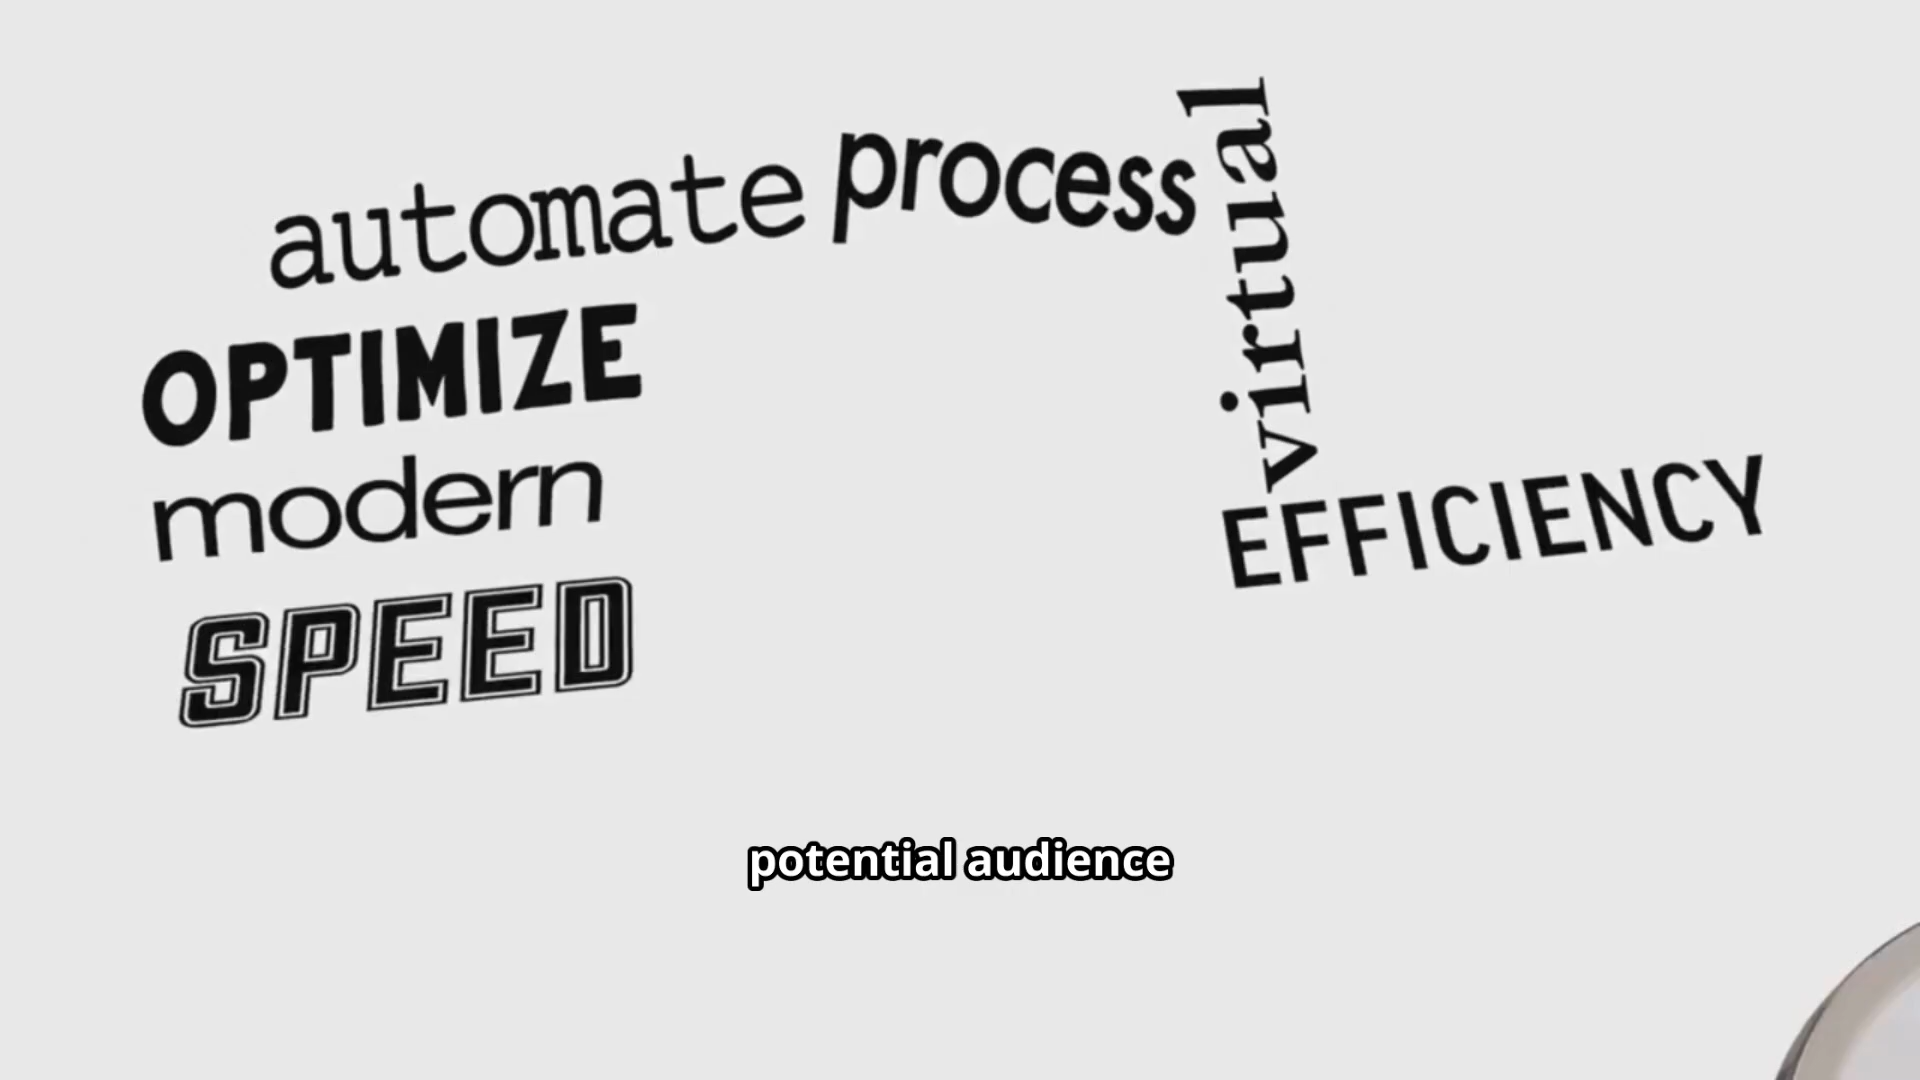 automate process
virtual
OPTIMIZE
modern
EFFICIENCY
SPEED
potential audience